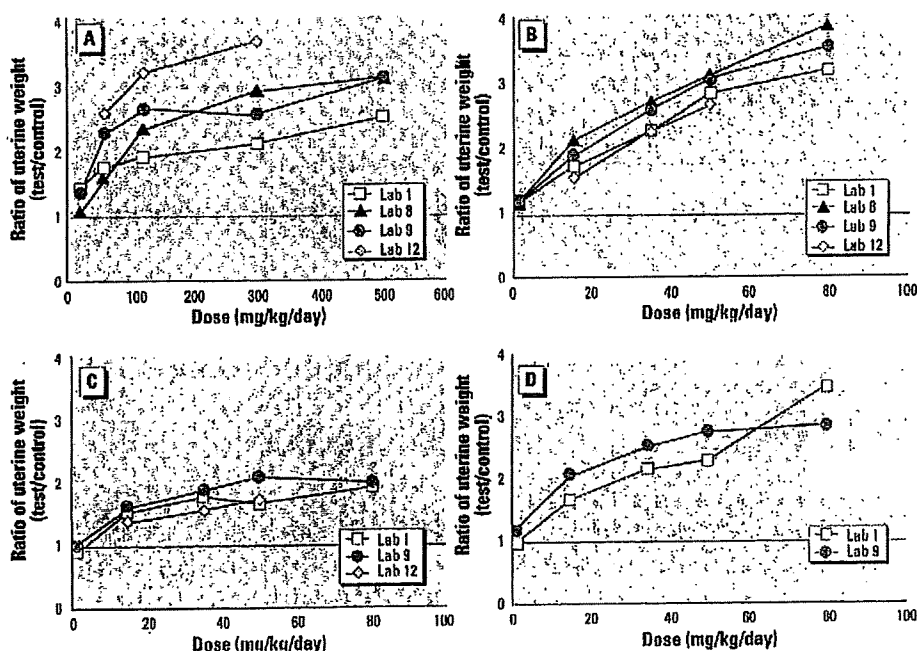 A
Ratio of uterine weight
(test/control)
4
3
2
1
0
Lab 1
Lab 8
Lab 9
Lab 12
0 100 200 300 400 500 600
Dose (mg/kg/day)
B
Ratio of uterine weight
(test/control)
4
3
2
1
0
Lab 1
Lab 8
Lab 9
Lab 12
0 20 40 60 80 100
Dose (mg/kg/day)
C
Ratio of uterine weight
(test/control)
4
3
2
1
0
Lab 1
Lab 9
Lab 12
0 20 40 60 80 100
Dose (mg/kg/day)
D
Ratio of uterine weight
(test/control)
4
3
2
1
0
Lab 1
Lab 9
0 20 40 60 80 100
Dose (mg/kg/day)